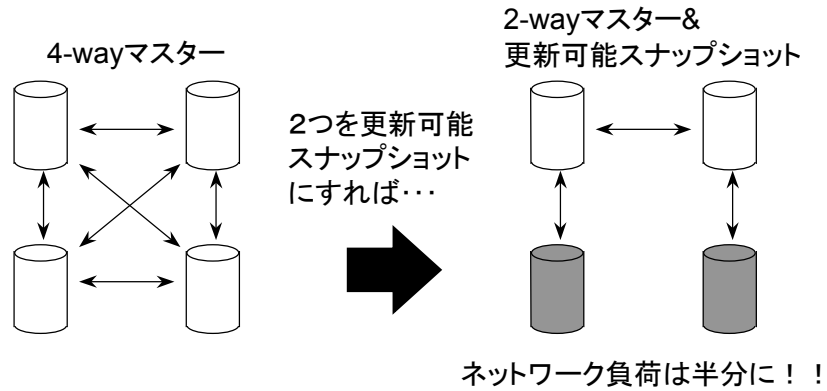 4-wayマスター
2つを更新可能
スナップショット
にすれば・・・
2-wayマスター&
更新可能スナップショット
ネットワーク負荷は半分に！！